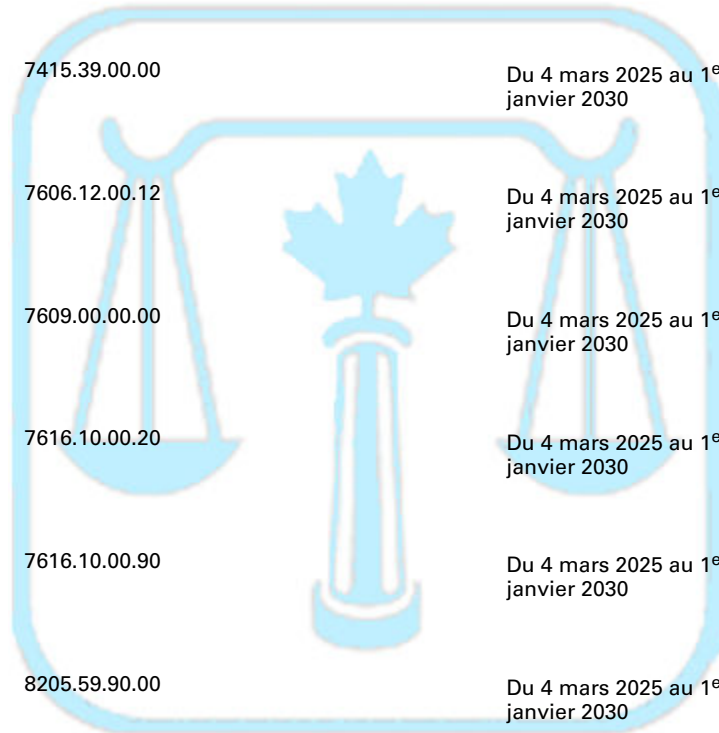 7415.39.00.00
Du 4 mars 2025 au 1e
janvier 2030
7606.12.00.12
Du 4 mars 2025 au 1e
janvier 2030
7609.00.00.00
Du 4 mars 2025 au 1e
janvier 2030
7616.10.00.20
Du 4 mars 2025 au 1e
janvier 2030
7616.10.00.90
Du 4 mars 2025 au 1e
janvier 2030
8205.59.90.00
Du 4 mars 2025 au 1e
janvier 2030